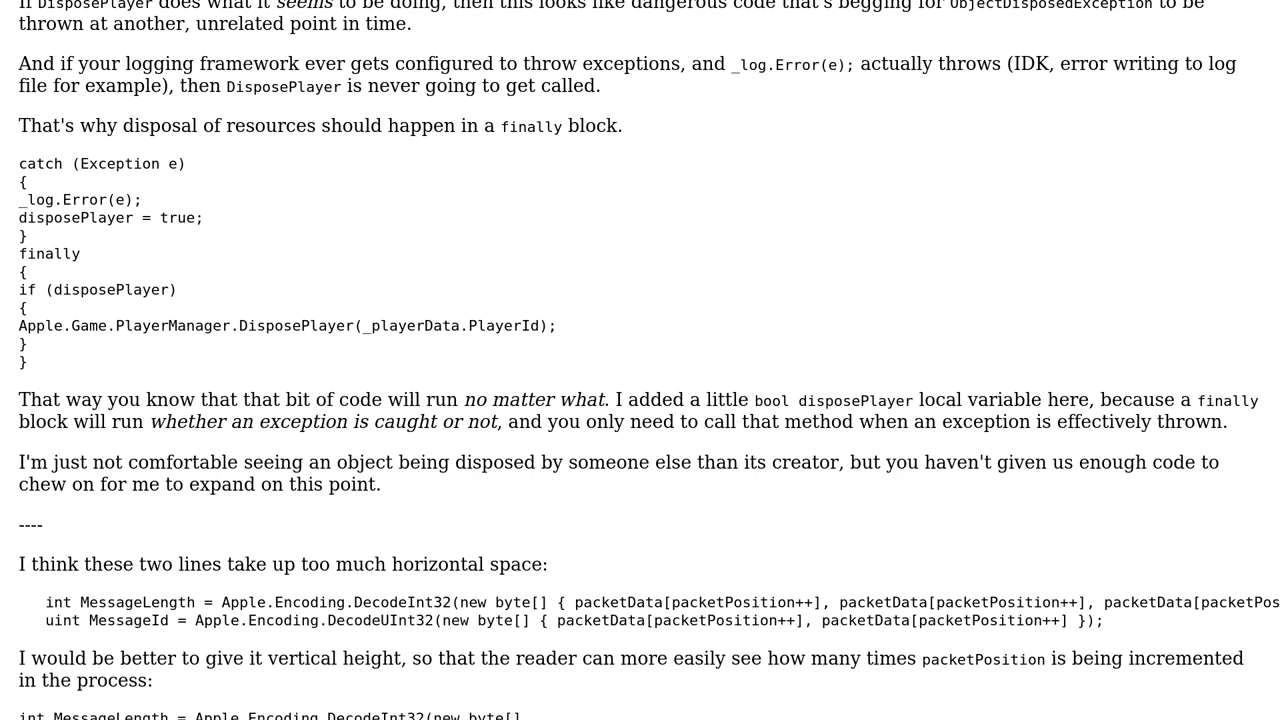 If DisposePlayer does what it seems to be doing, then this looks like dangerous code that's begging for ObjectDisposedException to be
thrown at another, unrelated point in time.
And if your logging framework ever gets configured to throw exceptions, and _log.Error(e); actually throws (IDK, error writing to log
file for example), then DisposePlayer is never going to get called.
That's why disposal of resources should happen in a finally block.
catch (Exception e)
{
_log.Error(e);
disposePlayer = true;
}
finally
{
if (disposePlayer)
{
Apple.Game.PlayerManager.DisposePlayer(_playerData.PlayerId);
}
}
That way you know that that bit of code will run no matter what. I added a little bool disposePlayer local variable here, because a finally
block will run whether an exception is caught or not, and you only need to call that method when an exception is effectively thrown.
I'm just not comfortable seeing an object being disposed by someone else than its creator, but you haven't given us enough code to
chew on for me to expand on this point.
----
I think these two lines take up too much horizontal space:
int MessageLength = Apple.Encoding.DecodeInt32(new byte[] { packetData[packetPosition++], packetData[packetPosition++], packetData[packetPos
uint MessageId = Apple.Encoding.DecodeUInt32(new byte[] { packetData[packetPosition++], packetData[packetPosition++] });
I would be better to give it vertical height, so that the reader can more easily see how many times packetPosition is being incremented
in the process:
int MessageLength = Apple.Encoding.DecodeInt32(new byte[]